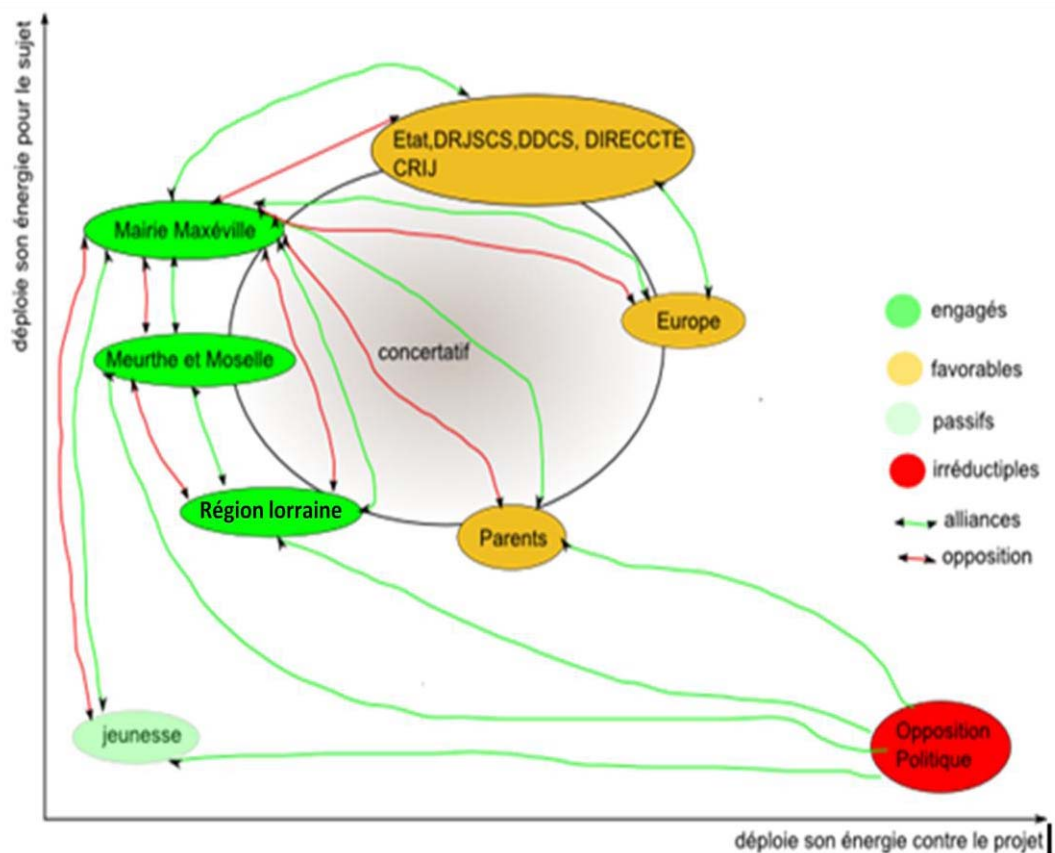 déploie son énergie pour le sujet
Etat,DRJSCS,DDCS, DIRECCTE
CRIJ
Mairie Maxéville
Europe
engagés
concertatif
Meurthe et Moselle
favorables
passifs
irréductiples
Région lorraine
alliances
Parents
opposition
jeunesse
Opposition
Politique
déploie son énergie contre le projet